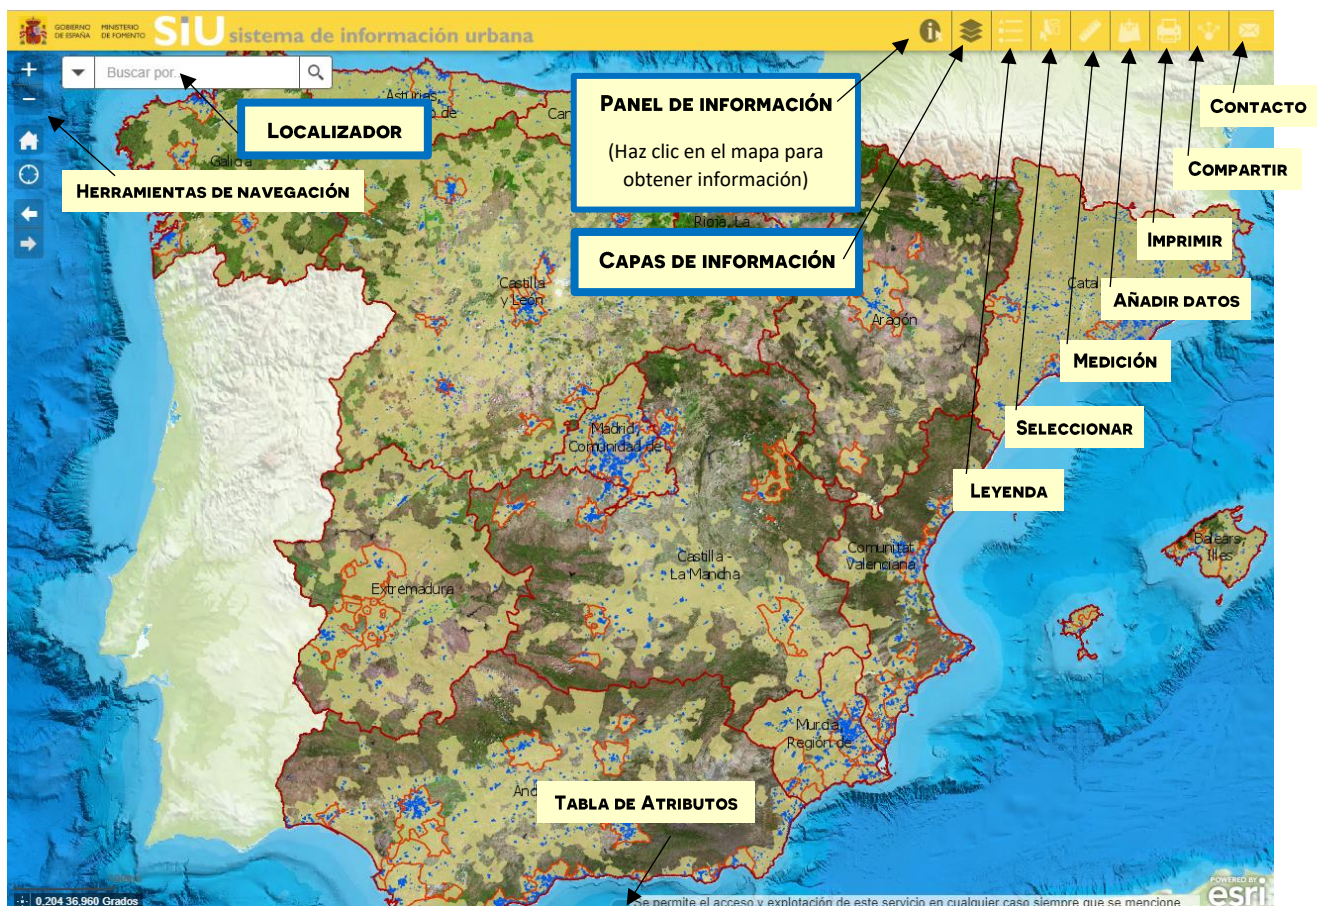 GOBIERNO DE ESPAÑA
MINISTERIO DE FOMENTO
SiU sistema de información urbana
Buscar por.
LOCALIZADOR
HERRAMIENTAS DE NAVEGACIÓN
PANEL DE INFORMACIÓN
(Haz clic en el mapa para
obtener información)
CAPAS DE INFORMACIÓN
CONTACTO
COMPARTIR
IMPRIMIR
AÑADIR DATOS
MEDICIÓN
SELECCIONAR
LEYENDA
Asturias,
de
Can
Galicia
Rioja, La
Castilla
y León
Aragón
Catal
Madrid,
Comunidad de
Castilla -
La Mancha
Extremadura
Comunitat
Valenciana
Balears,
Illes
Murcia,
Región de
And
TABLA DE ATRIBUTOS
0,204 36,960 Grados
Se permite el acceso y explotación de este servicio en cualquier caso siempre que se mencione
POWERED BY
esri